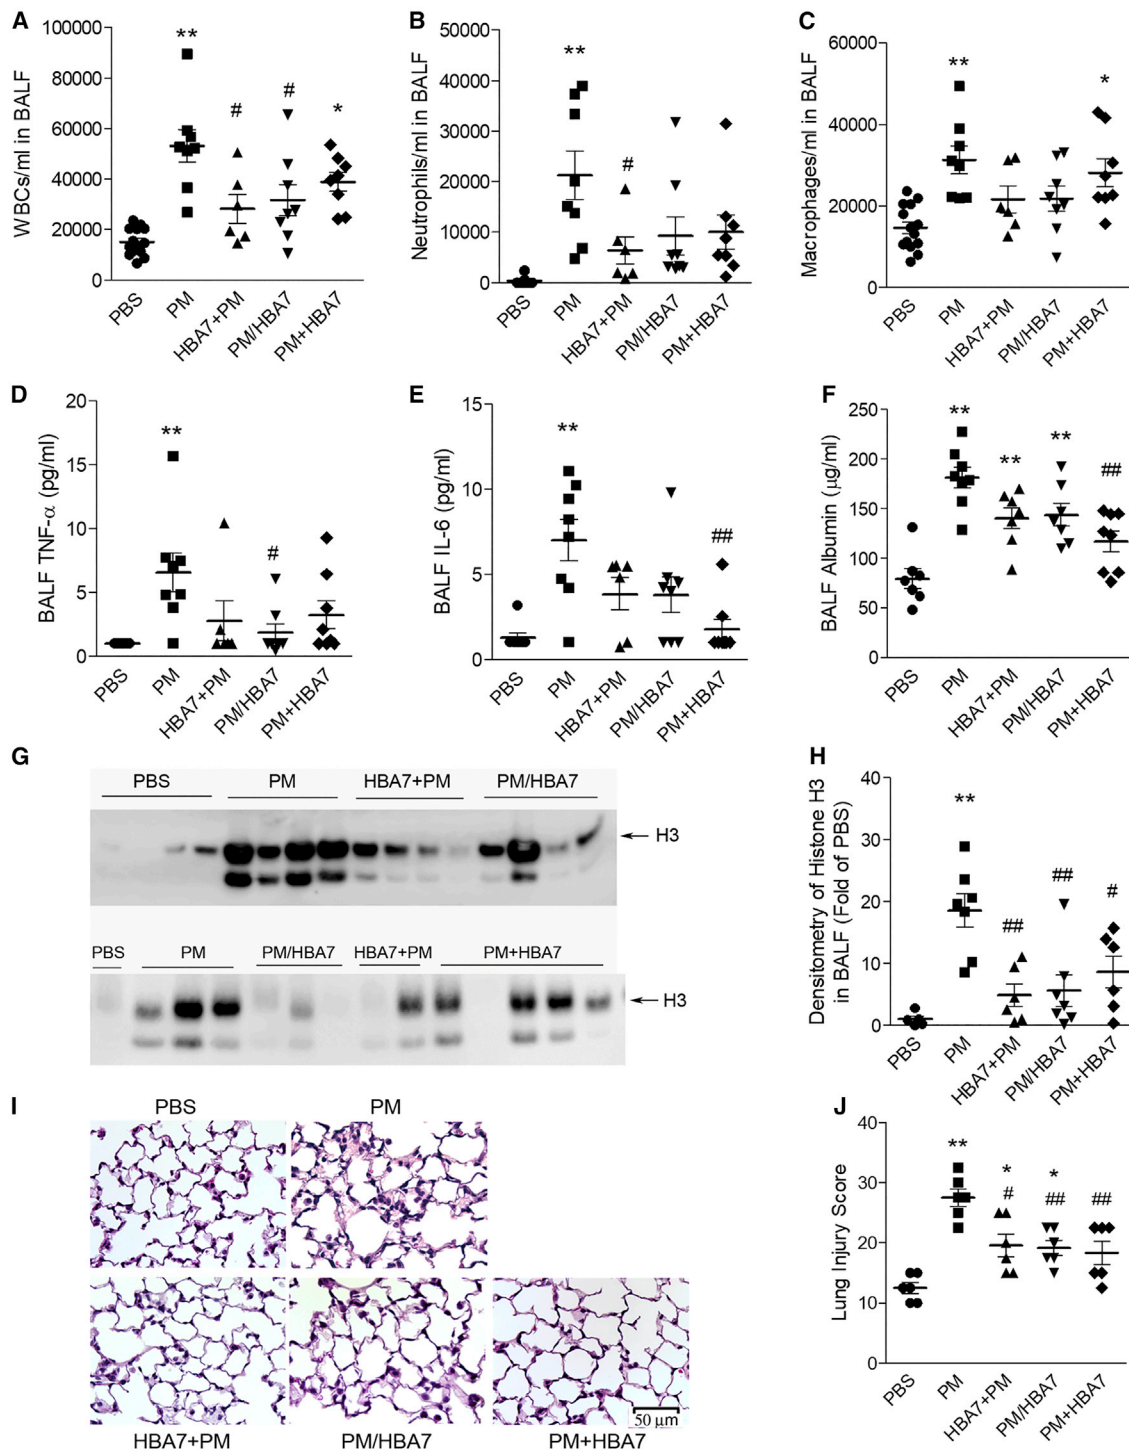 A
WBCs/ml in BALF
100000
80000
60000
40000
20000
0
**
#
#
*
PBS
PM
HBA7+PM
PM/HBA7
PM+HBA7
B
Neutrophils/ml in BALF
50000
40000
30000
20000
10000
0
**
#
PBS
PM
HBA7+PM
PM/HBA7
PM+HBA7
C
Macrophages/ml in BALF
60000
40000
20000
0
**
*
PBS
PM
HBA7+PM
PM/HBA7
PM+HBA7
D
BALF TNF-α (pg/ml)
20
15
10
5
0
**
#
PBS
PM
HBA7+PM
PM/HBA7
PM+HBA7
E
BALF IL-6 (pg/ml)
15
10
5
0
**
##
PBS
PM
HBA7+PM
PM/HBA7
PM+HBA7
F
BALF Albumin (μg/ml)
250
200
150
100
50
0
**
**
**
##
PBS
PM
HBA7+PM
PM/HBA7
PM+HBA7
G
PBS PM HBA7+PM PM/HBA7
H3
PBS PM PM/HBA7 HBA7+PM PM+HBA7
H3
H
Densitometry of Histone H3
in BALF (Fold of PBS)
40
30
20
10
0
**
##
##
#
PBS
PM
HBA7+PM
PM/HBA7
PM+HBA7
I
PBS PM
50 μm
HBA7+PM PM/HBA7 PM+HBA7
J
Lung Injury Score
40
30
20
10
0
**
* *
# ## ##
PBS
PM
HBA7+PM
PM/HBA7
PM+HBA7